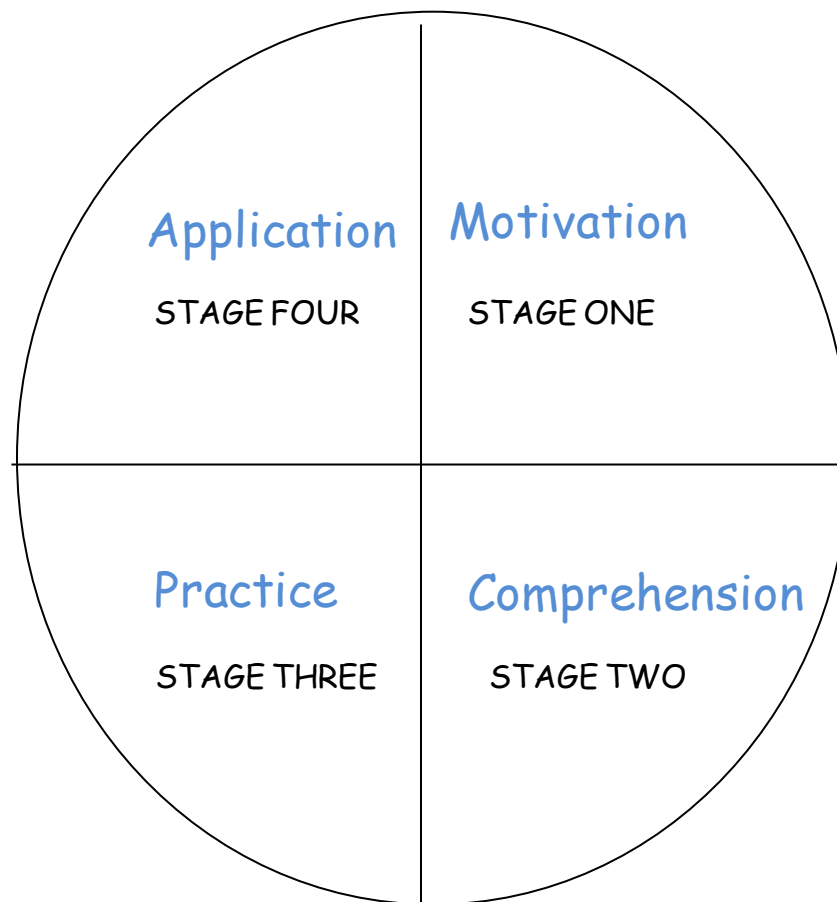 Application
STAGE FOUR
Motivation
STAGE ONE
Practice
STAGE THREE
Comprehension
STAGE TWO